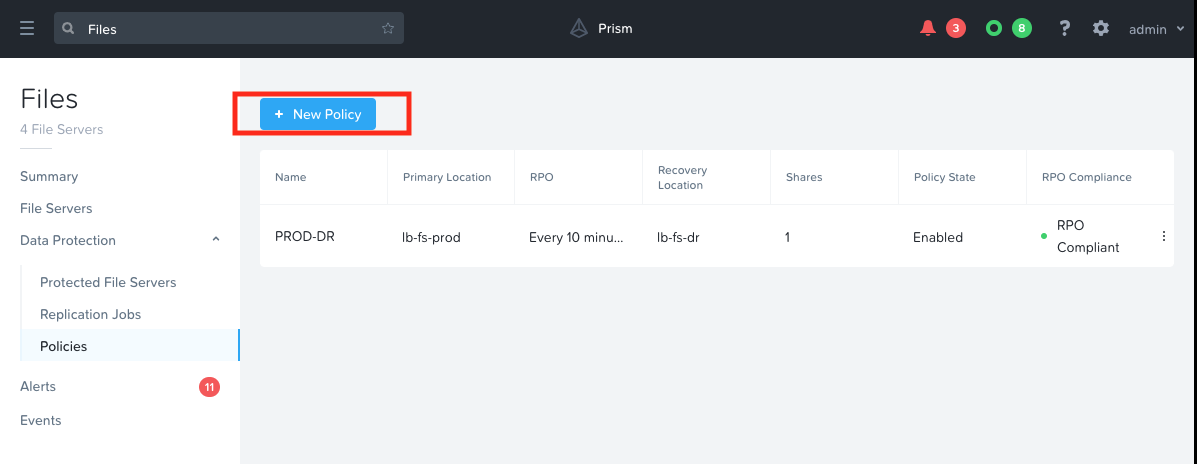 Files
Prism
3
8
?
admin
Files
4 File Servers
Summary
File Servers
Data Protection
Protected File Servers
Replication Jobs
Policies
Alerts
11
Events
+ New Policy
Name
Primary Location
RPO
Recovery
Location
Shares
Policy State
RPO Compliance
PROD-DR
lb-fs-prod
Every 10 minu...
lb-fs-dr
1
Enabled
RPO
Compliant